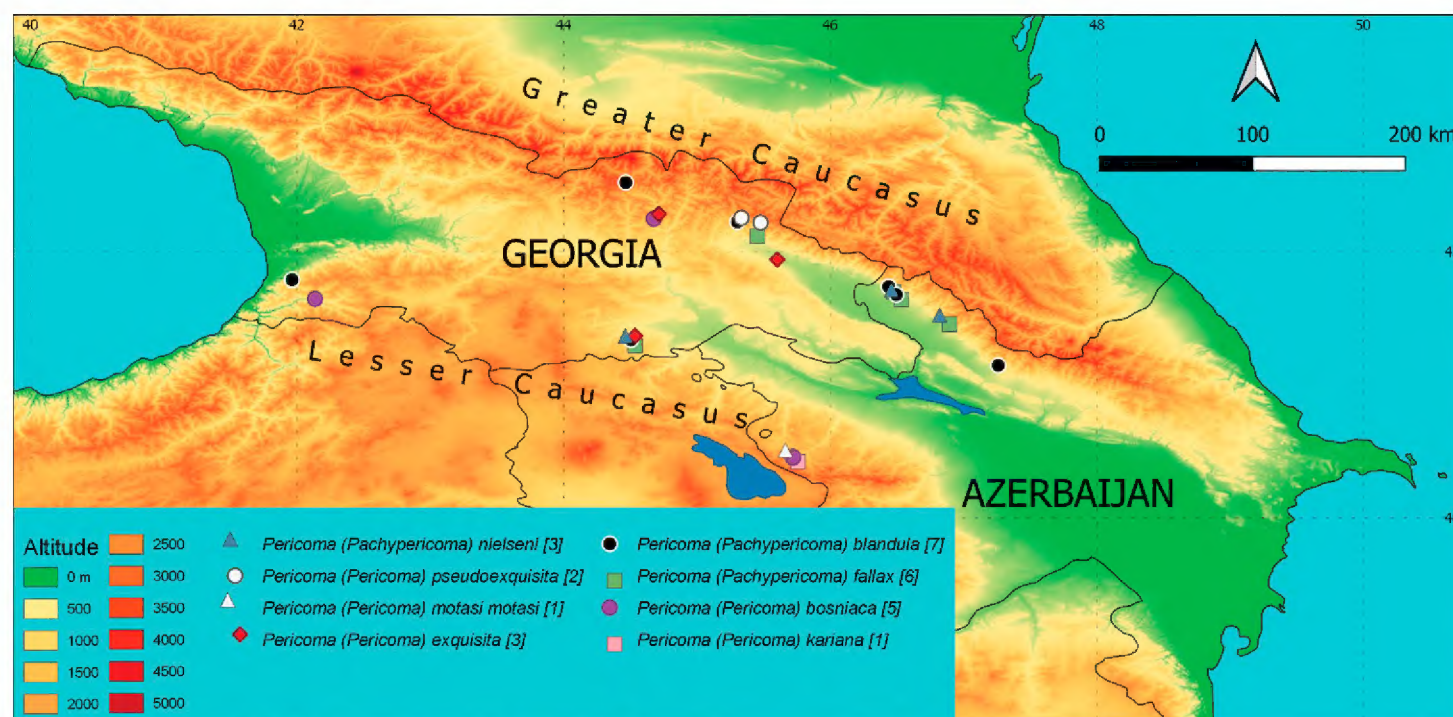 40 42 44 46 48 50
0 100 200 km
Greater Caucasus
GEORGIA
Lesser Caucasus
AZERBAIJAN
Altitude
0 m
500
1000
1500
2000
2500
3000
3500
4000
4500
5000
Pericoma (Pachypericoma) nielseni [3]
Pericoma (Pericoma) pseudoexquisita [2]
Pericoma (Pericoma) motasi motasi [1]
Pericoma (Pericoma) exquisita [3]
Pericoma (Pachypericoma) blandula [7]
Pericoma (Pachypericoma) fallax [6]
Pericoma (Pericoma) bosniaca [5]
Pericoma (Pericoma) kariana [1]